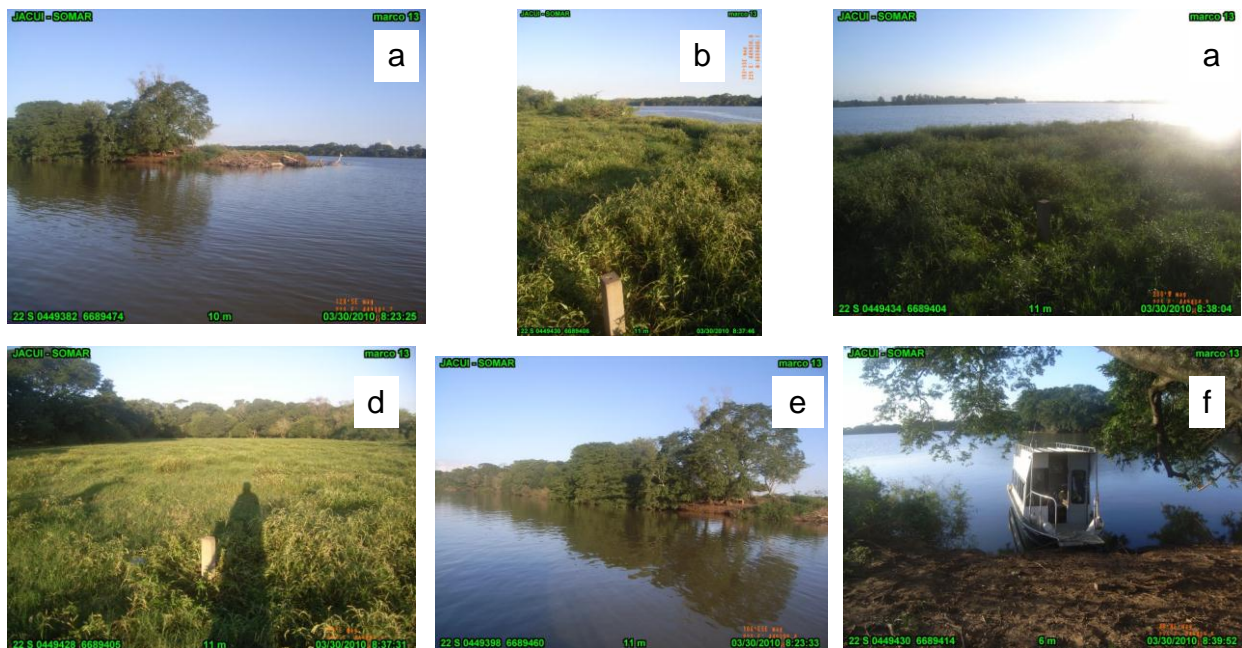 JACUI - SOMAR marco 13
a
22 S 0449382 6689474 10 m 03/30/2010 8:23:25
JACUI - SOMAR marco 13
b
11 m 03/30/2010 8:37:46
JACUI - SOMAR marco 13
a
22 S 0449434 6689404 11 m 03/30/2010 8:38:04
JACUI - SOMAR marco 13
d
22 S 0449428 6689405 11 m 03/30/2010 8:37:31
JACUI - SOMAR marco 13
e
22 S 0449398 6689460 11 m 03/30/2010 8:23:33
JACUI - SOMAR marco 13
f
22 S 0449430 6689414 6 m 03/30/2010 8:39:52